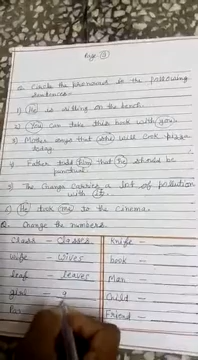 Page (3)
Q. Circle the pronouns in the following
sentences.
1) He is sitting on the bench.
2) You can take this book with you.
3) Mother says that she will cook pizza
today.
4) Father told him that he should be
5) The Ganga carries a lot of pollution
with it.
6) He took me to the cinema.
Q. Change the numbers.
Class - Classes
Wife - Wives
leaf - leaves
girl - g
Knife -
book -
Man -
Child -
Friend -